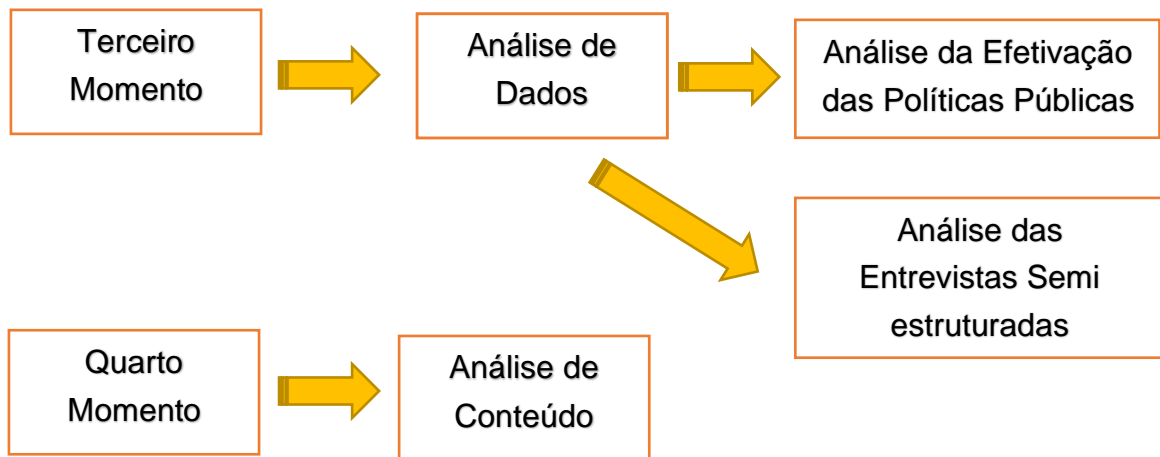 Terceiro
Momento
Análise de
Dados
Análise da Efetivação
das Políticas Públicas
Análise das
Entrevistas Semi
estruturadas
Quarto
Momento
Análise de
Conteúdo